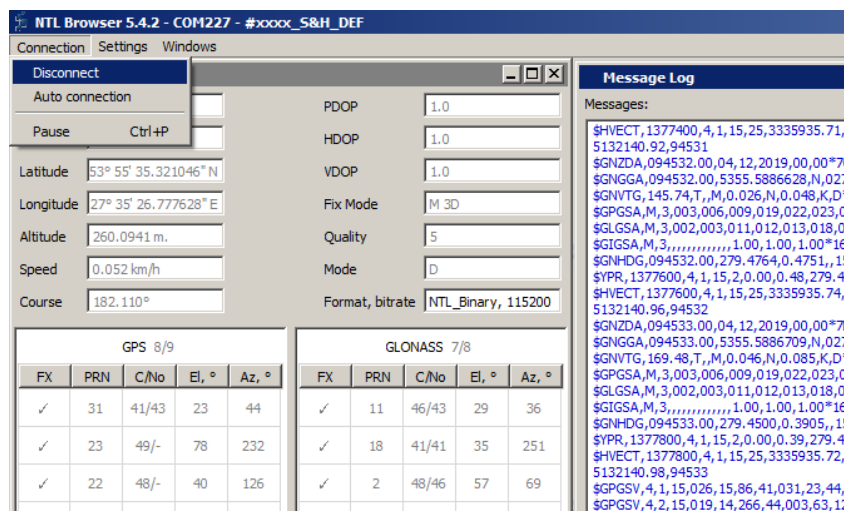 NTL Browser 5.4.2 - COM227 - #xxxx_S&H_DEF
Connection Settings Windows
Disconnect
Auto connection
Pause Ctrl+P
Latitude 53° 55' 35.321046" N
Longitude 27° 35' 26.777628" E
Altitude 260.0941 m.
Speed 0.052 km/h
Course 182.110°
PDOP 1.0
HDOP 1.0
VDOP 1.0
Fix Mode M 3D
Quality 5
Mode D
Format, bitrate NTL_Binary, 115200
GPS 8/9
FX PRN C/No El, ° Az, °
✓ 31 41/43 23 44
✓ 23 49/- 78 232
✓ 22 48/- 40 126
GLONASS 7/8
FX PRN C/No El, ° Az, °
✓ 11 46/43 29 36
✓ 18 41/41 35 251
✓ 2 48/46 57 69
Message Log
Messages:
$HVECT,1377400,4,1,15,25,3335935.71,
5132140.92,94531
$GNZDA,094532.00,04,12,2019,00,00*7
$GNGGA,094532.00,5355.5886628,N,027
$GNVTG,145.74,T,,M,0.026,N,0.048,K,D*
$GPGSA,M,3,003,006,009,019,022,023,0
$GLGSA,M,3,002,003,011,012,013,018,0
$GIGSA,M,3,,,,,,,,,,,,,1.00,1.00,1.00*16
$GNHDG,094532.00,279.4764,0.4751,,1
$YPR,1377600,4,1,15,2,0.00,0.48,279.4
$HVECT,1377600,4,1,15,25,3335935.74,
5132140.96,94532
$GNZDA,094533.00,04,12,2019,00,00*7
$GNGGA,094533.00,5355.5886709,N,027
$GNVTG,169.48,T,,M,0.046,N,0.085,K,D*
$GPGSA,M,3,003,006,009,019,022,023,0
$GLGSA,M,3,002,003,011,012,013,018,0
$GIGSA,M,3,,,,,,,,,,,,,1.00,1.00,1.00*16
$GNHDG,094533.00,279.4500,0.3905,,1
$YPR,1377800,4,1,15,2,0.00,0.39,279.4
$HVECT,1377800,4,1,15,25,3335935.72,
5132140.98,94533
$GPGSV,4,1,15,026,15,86,41,031,23,44,
$GPGSV,4,2,15,019,14,266,44,003,63,12